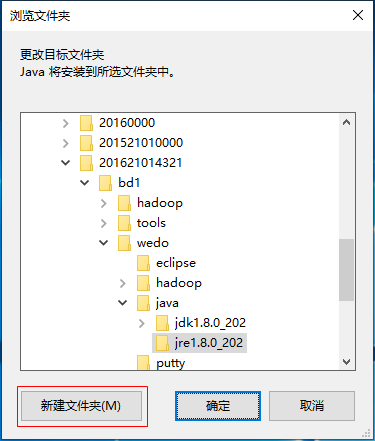 浏览文件夹
更改目标文件夹
Java 将安装到所选文件夹中。
20160000
201521010000
201621014321
bd1
hadoop
tools
wedo
eclipse
hadoop
java
jdk1.8.0_202
jre1.8.0_202
putty
新建文件夹(M)
确定
取消